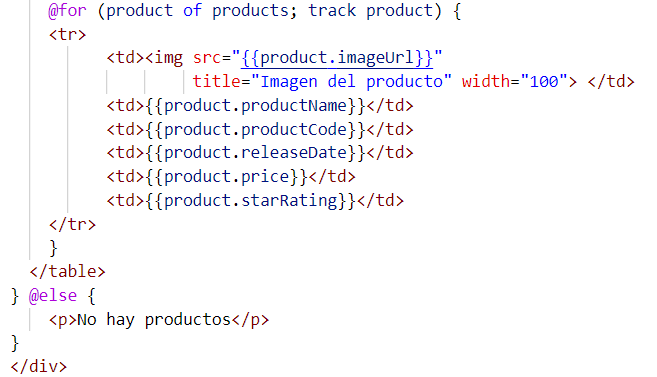 @for (product of products; track product) {
<tr>
<td><img src="{{product.imageUrl}}"
title="Imagen del producto" width="100"> </td>
<td>{{product.productName}}</td>
<td>{{product.productCode}}</td>
<td>{{product.releaseDate}}</td>
<td>{{product.price}}</td>
<td>{{product.starRating}}</td>
</tr>
}
</table>
} @else {
<p>No hay productos</p>
}
</div>